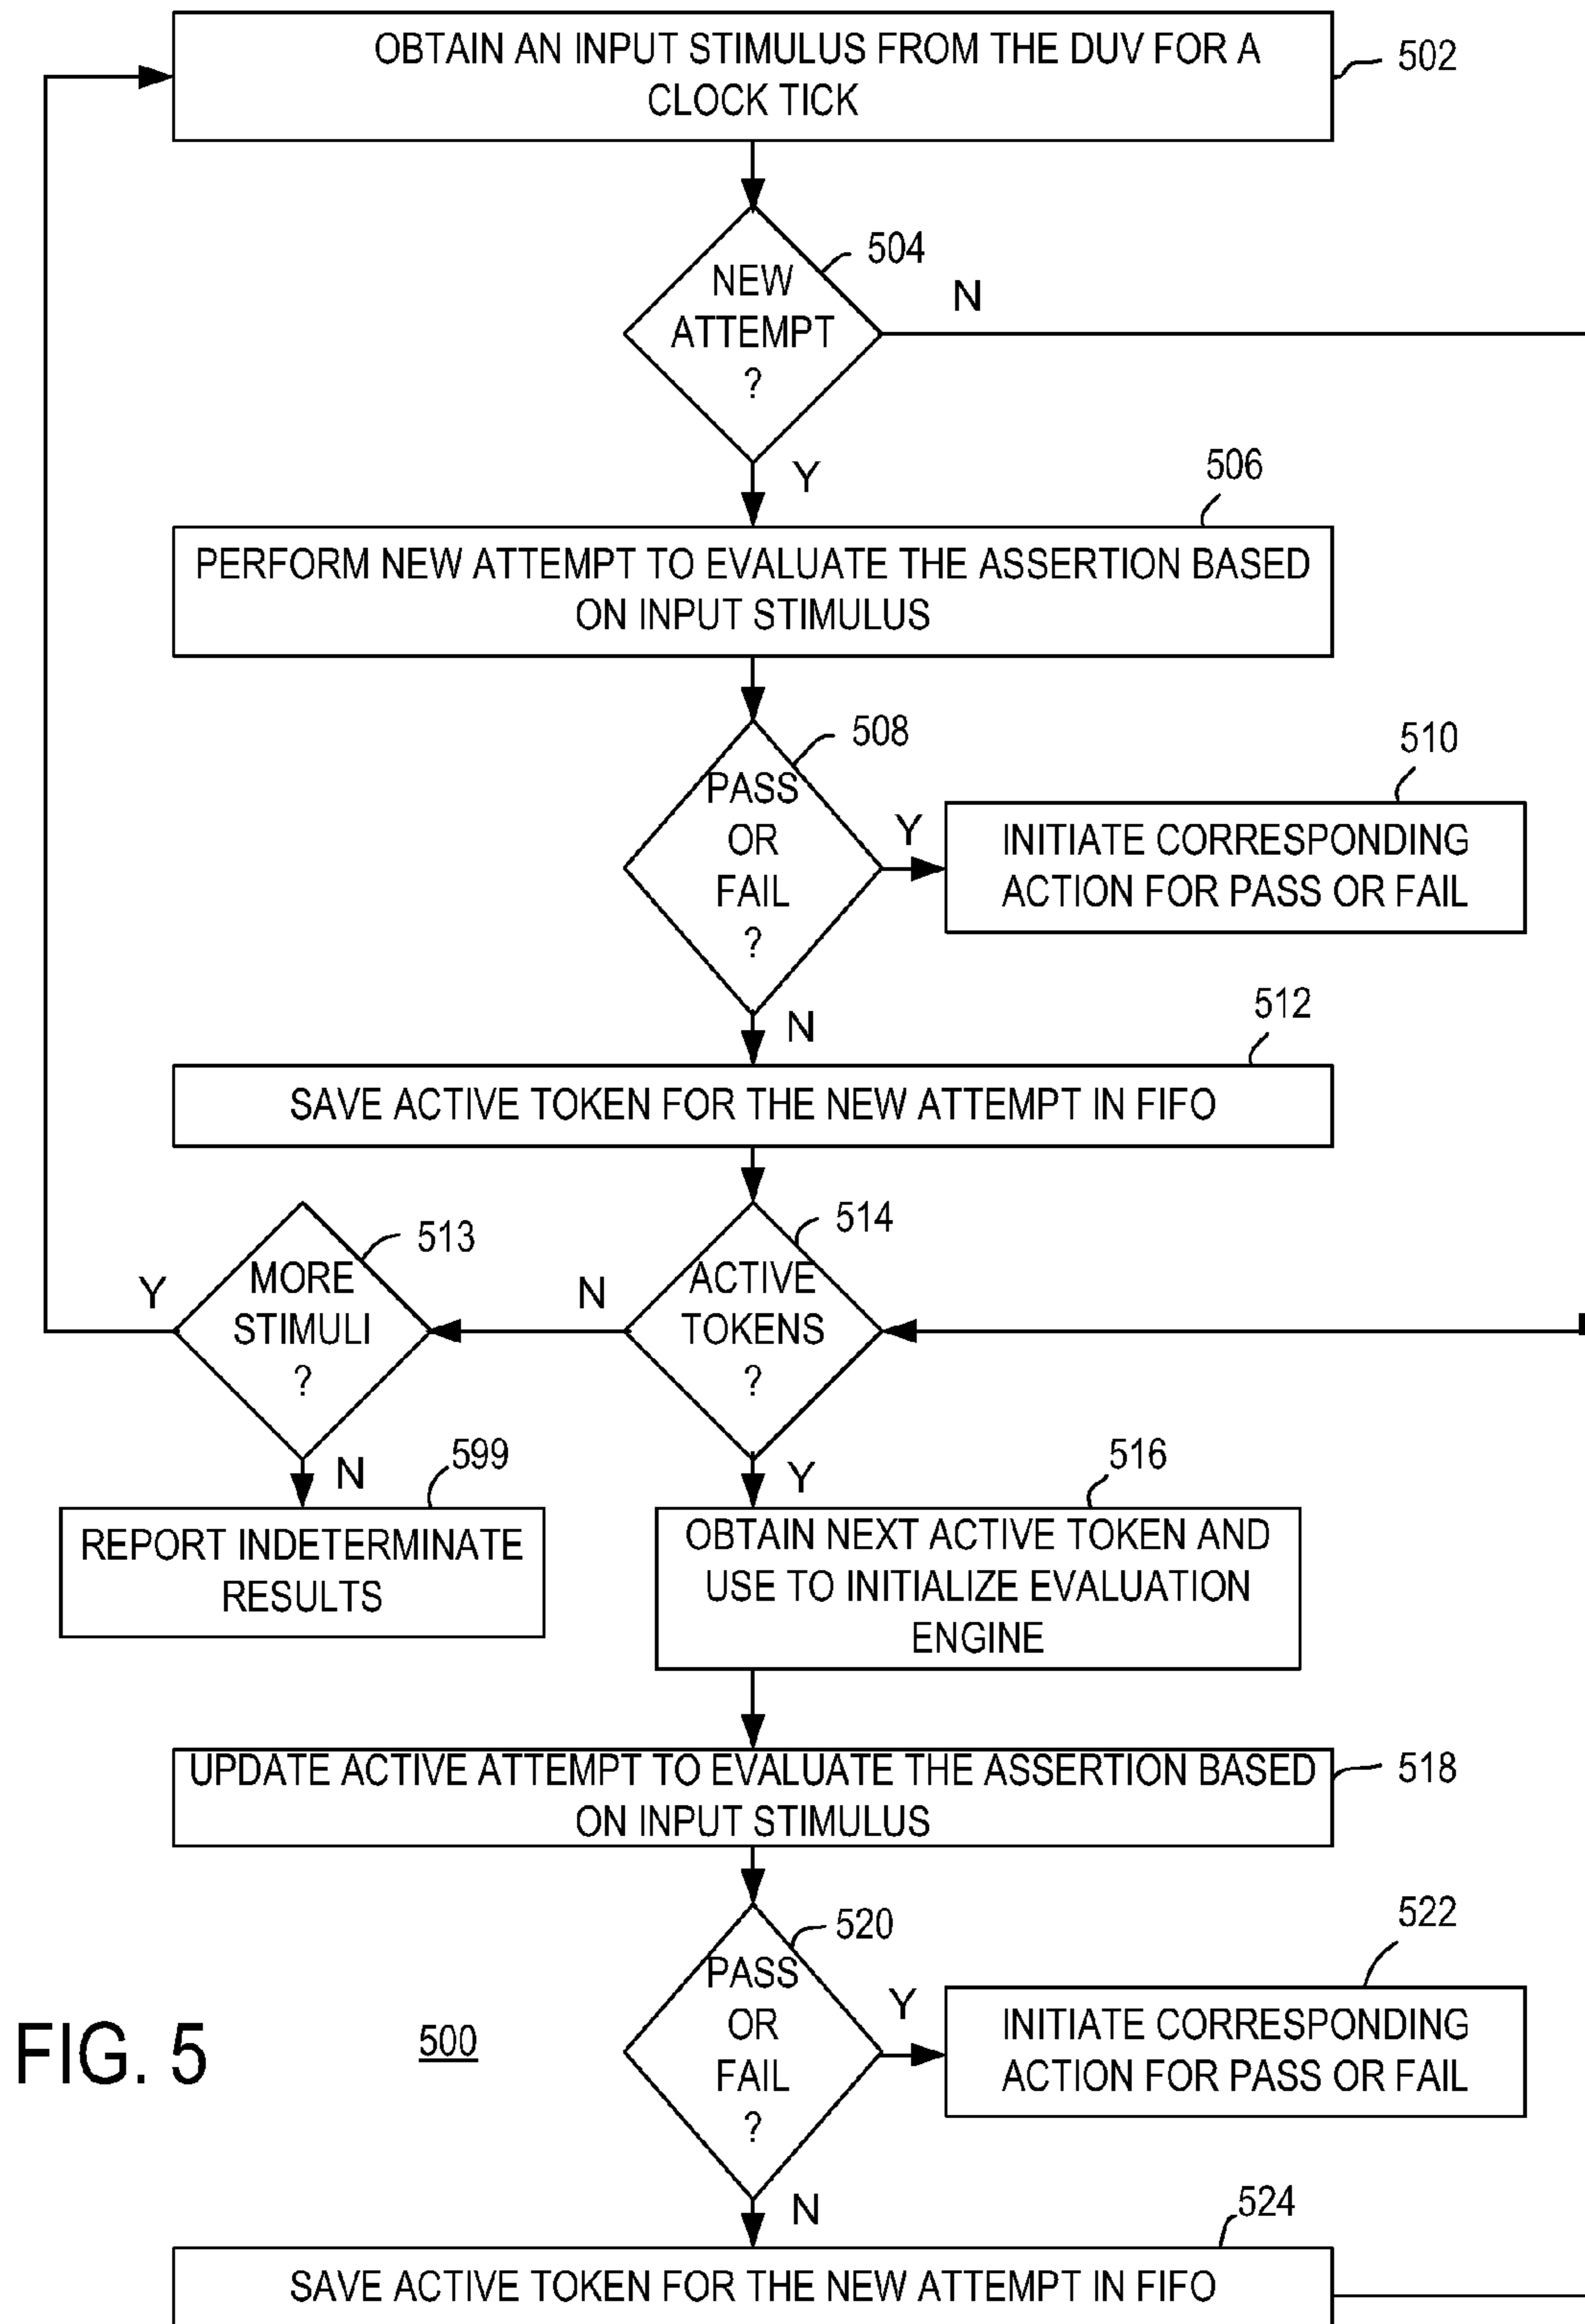 OBTAIN AN INPUT STIMULUS FROM THE DUV FOR A
CLOCK TICK
502
504
NEW
ATTEMPT
?
N
Y
506
PERFORM NEW ATTEMPT TO EVALUATE THE ASSERTION BASED
ON INPUT STIMULUS
508
PASS
OR
FAIL
?
Y
510
INITIATE CORRESPONDING
ACTION FOR PASS OR FAIL
N
512
SAVE ACTIVE TOKEN FOR THE NEW ATTEMPT IN FIFO
513
MORE
STIMULI
?
Y
N
514
ACTIVE
TOKENS
?
N
Y
599
REPORT INDETERMINATE
RESULTS
516
OBTAIN NEXT ACTIVE TOKEN AND
USE TO INITIALIZE EVALUATION
ENGINE
UPDATE ACTIVE ATTEMPT TO EVALUATE THE ASSERTION BASED
ON INPUT STIMULUS
518
520
PASS
OR
FAIL
?
Y
522
INITIATE CORRESPONDING
ACTION FOR PASS OR FAIL
FIG. 5
500
N
524
SAVE ACTIVE TOKEN FOR THE NEW ATTEMPT IN FIFO